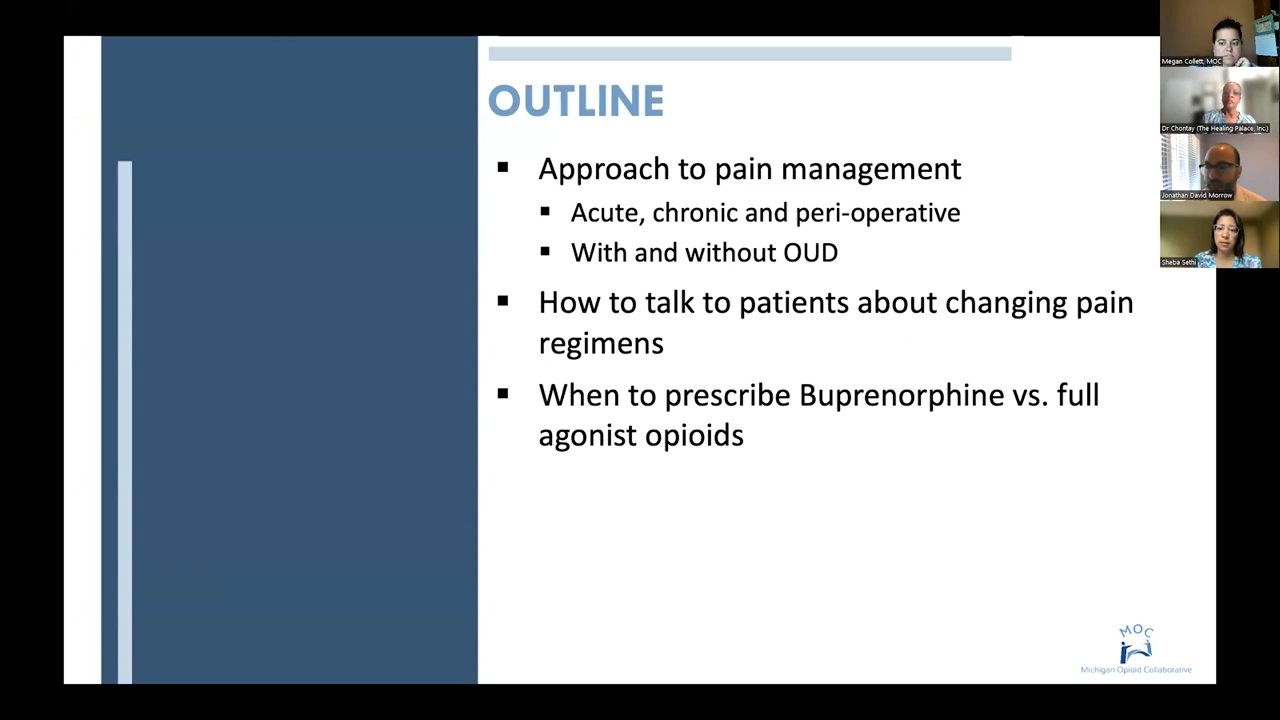 OUTLINE
▪ Approach to pain management
▪ Acute, chronic and peri-operative
▪ With and without OUD
▪ How to talk to patients about changing pain
regimens
▪ When to prescribe Buprenorphine vs. full
agonist opioids
MOC
Michigan Opioid Collaborative
Megan Collett, MOC
Dr Chontay (The Healing Palace, Inc.)
Jonathan David Morrow
Sheba Sethi